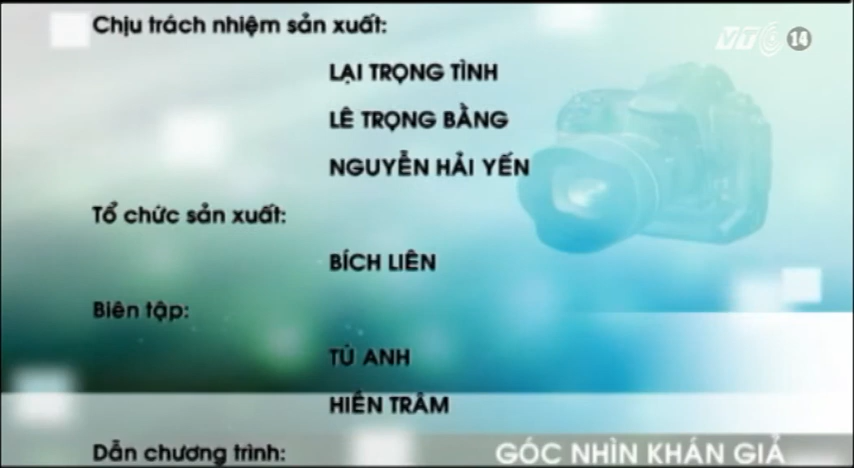 Chịu trách nhiệm sản xuất:
VTC 14
LẠI TRỌNG TÌNH
LÊ TRỌNG BẰNG
NGUYỄN HẢI YẾN
Tổ chức sản xuất:
BÍCH LIÊN
Biên tập:
TÚ ANH
HIỀN TRÂM
Dẫn chương trình:
GÓC NHÌN KHÁN GIẢ